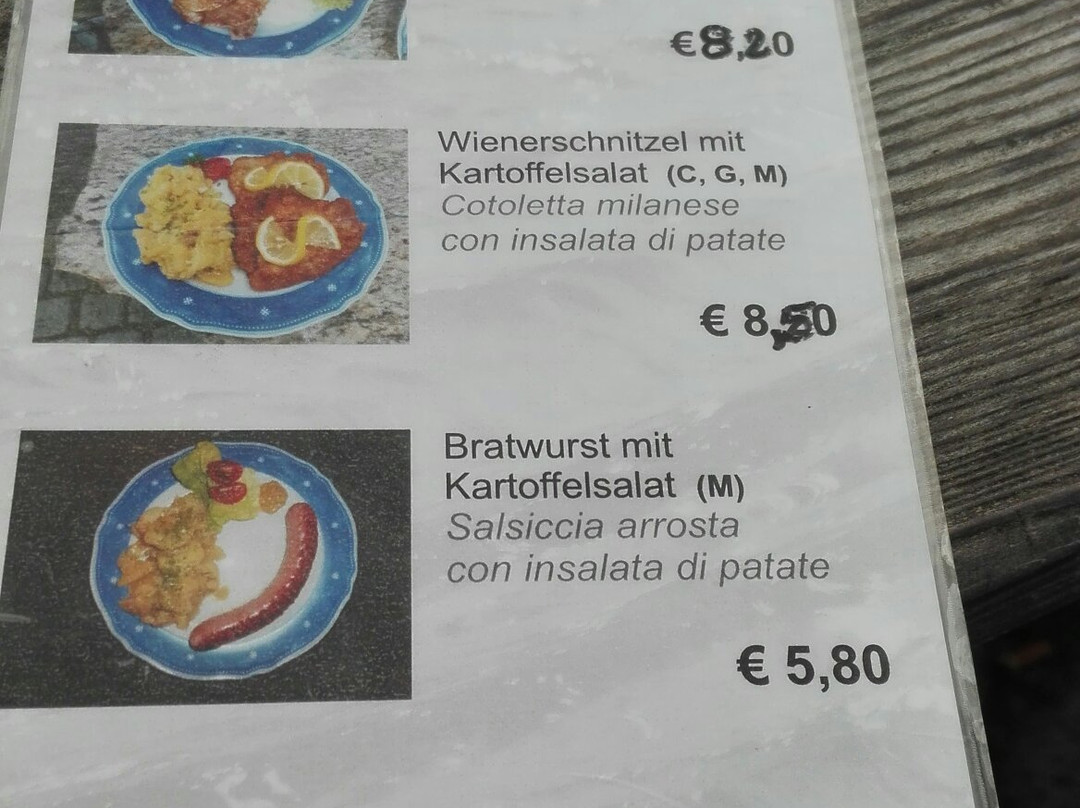 €8,20
Wienerschnitzel mit
Kartoffelsalat (C, G, M)
Cotoletta milanese
con insalata di patate
€ 8,50
Bratwurst mit
Kartoffelsalat (M)
Salsiccia arrosta
con insalata di patate
€ 5,80